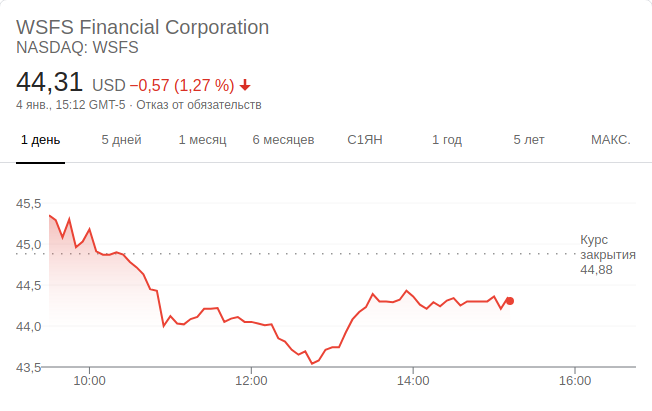 WSFS Financial Corporation
NASDAQ: WSFS
44,31 USD −0,57 (1,27 %)
4 янв., 15:12 GMT-5 · Отказ от обязательств
1 день 5 дней 1 месяц 6 месяцев С1ЯН 1 год 5 лет МАКС.
45,5
45,0
44,5
44,0
43,5
Курс
закрытия
44,88
10:00 12:00 14:00 16:00